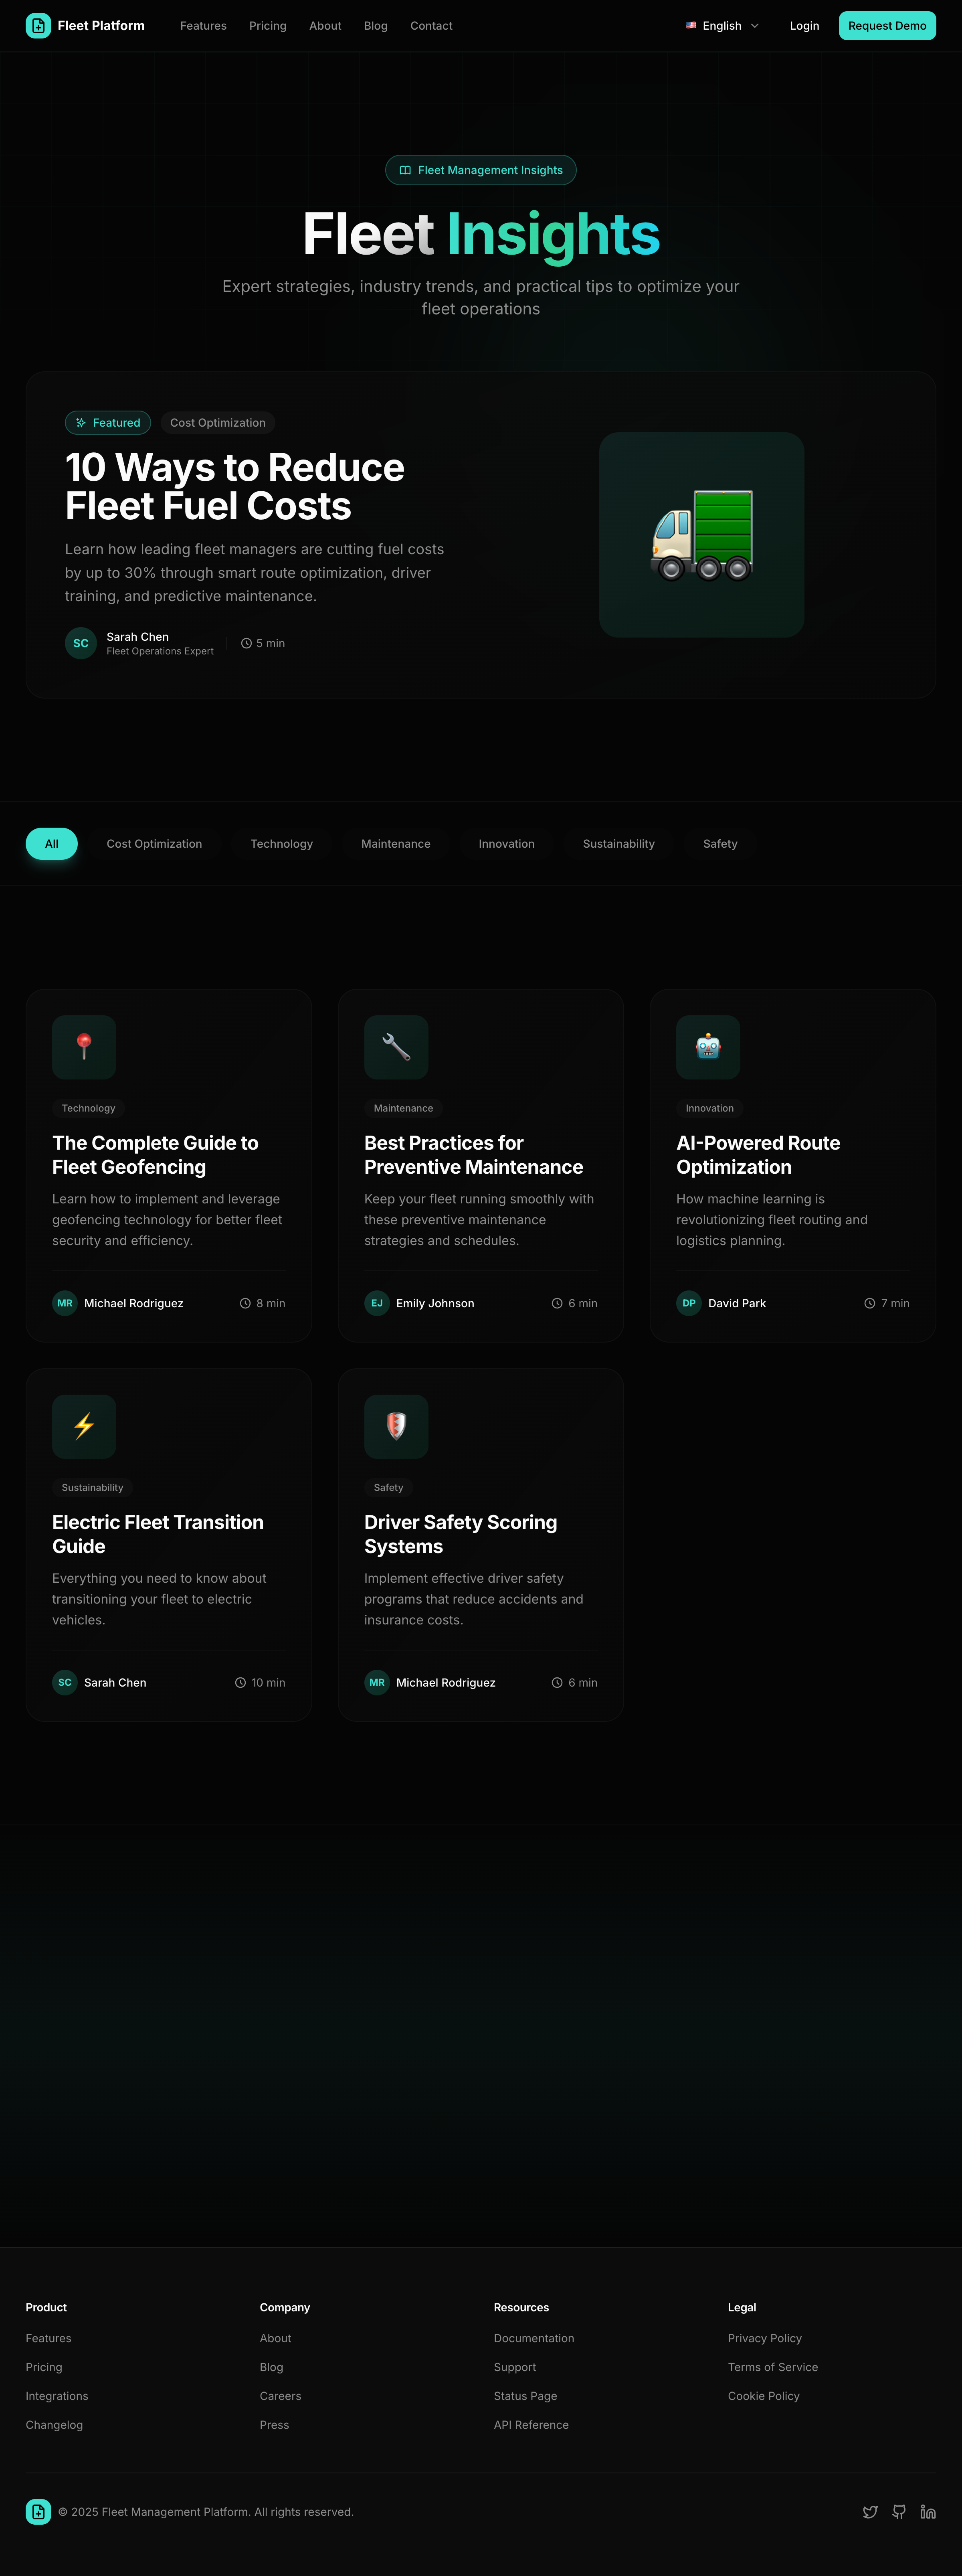 Fleet Platform
Features
Pricing
About
Blog
Contact
English
Login
Request Demo
Fleet Management Insights
Fleet Insights
Expert strategies, industry trends, and practical tips to optimize your
fleet operations
Featured
Cost Optimization
10 Ways to Reduce
Fleet Fuel Costs
Learn how leading fleet managers are cutting fuel costs
by up to 30% through smart route optimization, driver
training, and predictive maintenance.
SC
Sarah Chen
Fleet Operations Expert
5 min
All
Cost Optimization
Technology
Maintenance
Innovation
Sustainability
Safety
Technology
The Complete Guide to
Fleet Geofencing
Learn how to implement and leverage
geofencing technology for better fleet
security and efficiency.
MR
Michael Rodriguez
8 min
Maintenance
Best Practices for
Preventive Maintenance
Keep your fleet running smoothly with
these preventive maintenance
strategies and schedules.
EJ
Emily Johnson
6 min
Innovation
AI-Powered Route
Optimization
How machine learning is
revolutionizing fleet routing and
logistics planning.
DP
David Park
7 min
Sustainability
Electric Fleet Transition
Guide
Everything you need to know about
transitioning your fleet to electric
vehicles.
SC
Sarah Chen
10 min
Safety
Driver Safety Scoring
Systems
Implement effective driver safety
programs that reduce accidents and
insurance costs.
MR
Michael Rodriguez
6 min
Product
Features
Pricing
Integrations
Changelog
Company
About
Blog
Careers
Press
Resources
Documentation
Support
Status Page
API Reference
Legal
Privacy Policy
Terms of Service
Cookie Policy
© 2025 Fleet Management Platform. All rights reserved.